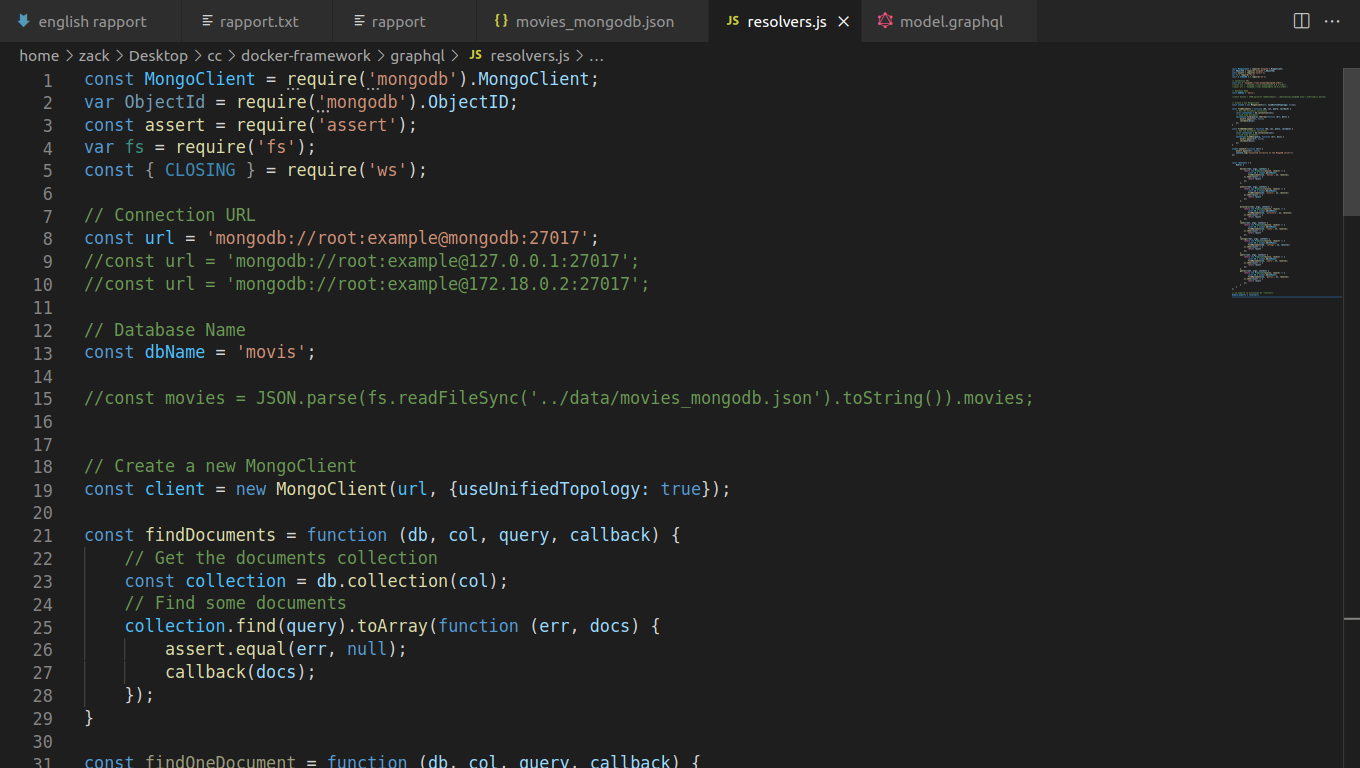 english rapport rapport.txt rapport movies_mongodb.json JS resolvers.js model.graphql
home > zack > Desktop > cc > docker-framework > graphql > JS resolvers.js > ...
1 const MongoClient = require('mongodb').MongoClient;
2 var ObjectId = require('mongodb').ObjectID;
3 const assert = require('assert');
4 var fs = require('fs');
5 const { CLOSING } = require('ws');
6
7 // Connection URL
8 const url = 'mongodb://root:example@mongodb:27017';
9 //const url = 'mongodb://root:example@127.0.0.1:27017';
10 //const url = 'mongodb://root:example@172.18.0.2:27017';
11
12 // Database Name
13 const dbName = 'movis';
14
15 //const movies = JSON.parse(fs.readFileSync('../data/movies_mongodb.json').toString()).movies;
16
17
18 // Create a new MongoClient
19 const client = new MongoClient(url, {useUnifiedTopology: true});
20
21 const findDocuments = function (db, col, query, callback) {
22 // Get the documents collection
23 const collection = db.collection(col);
24 // Find some documents
25 collection.find(query).toArray(function (err, docs) {
26 assert.equal(err, null);
27 callback(docs);
28 });
29 }
30
31 const findOneDocument = function (db, col, query, callback) {